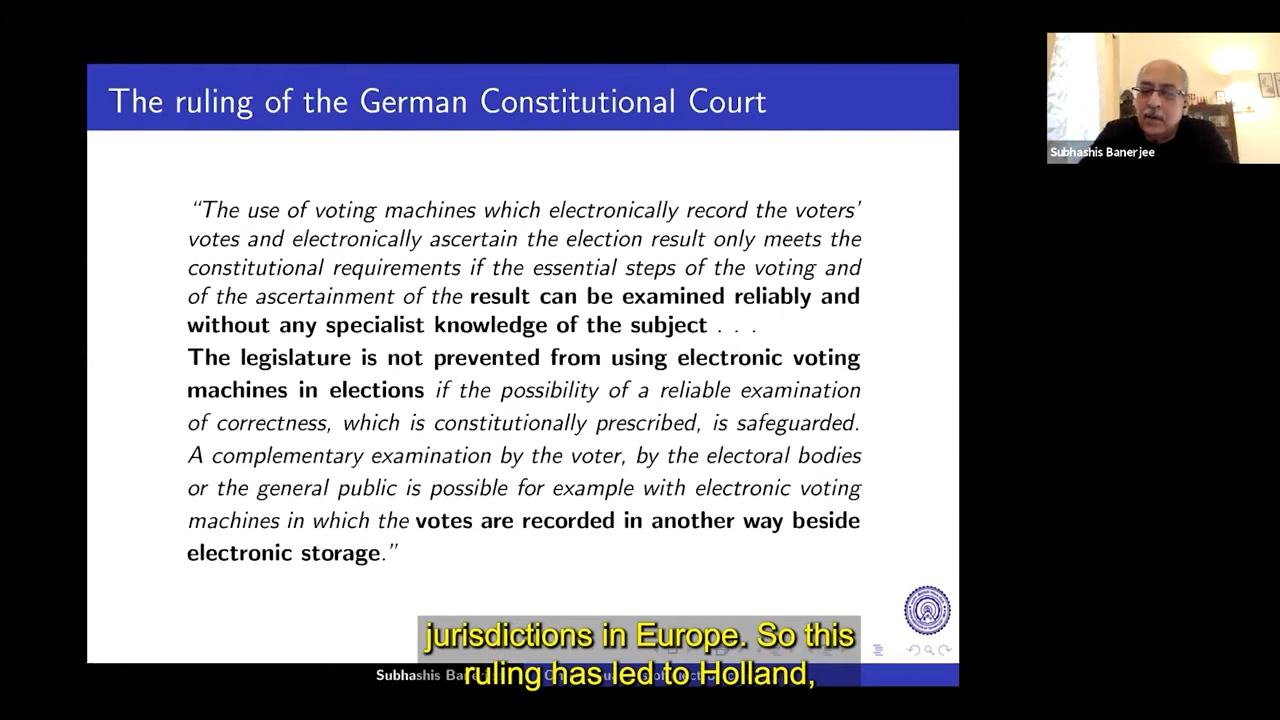 The ruling of the German Constitutional Court
Subhashis Banerjee
“The use of voting machines which electronically record the voters’
votes and electronically ascertain the election result only meets the
constitutional requirements if the essential steps of the voting and
of the ascertainment of the result can be examined reliably and
without any specialist knowledge of the subject . . .
The legislature is not prevented from using electronic voting
machines in elections if the possibility of a reliable examination
of correctness, which is constitutionally prescribed, is safeguarded.
A complementary examination by the voter, by the electoral bodies
or the general public is possible for example with electronic voting
machines in which the votes are recorded in another way beside
electronic storage.”
jurisdictions in Europe. So this
ruling has led to Holland,
Subhashis